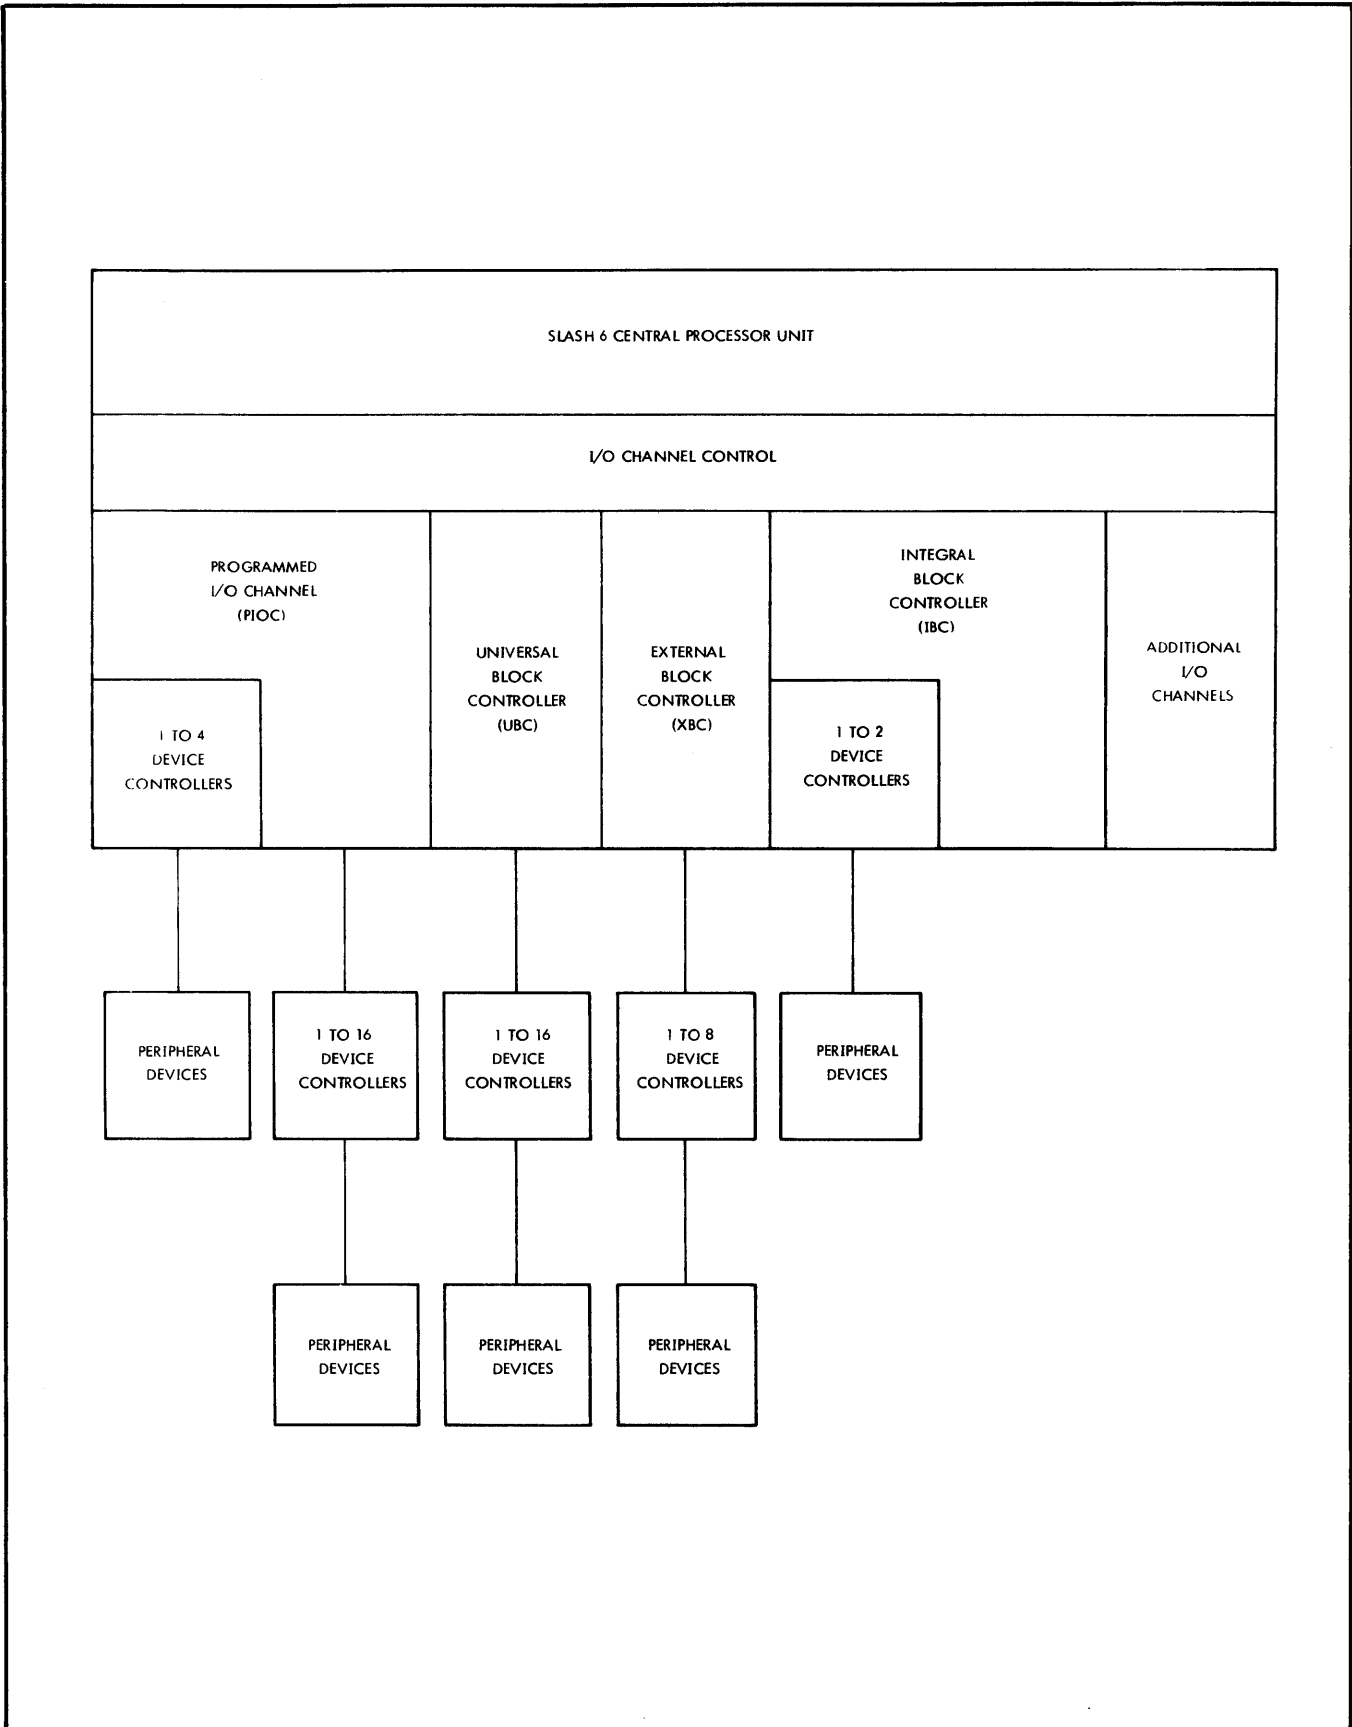 SLASH 6 CENTRAL PROCESSOR UNIT
I/O CHANNEL CONTROL
PROGRAMMED
I/O CHANNEL
(PIOC)
1 TO 4
DEVICE
CONTROLLERS
UNIVERSAL
BLOCK
CONTROLLER
(UBC)
EXTERNAL
BLOCK
CONTROLLER
(XBC)
INTEGRAL
BLOCK
CONTROLLER
(IBC)
1 TO 2
DEVICE
CONTROLLERS
ADDITIONAL
I/O
CHANNELS
PERIPHERAL
DEVICES
1 TO 16
DEVICE
CONTROLLERS
1 TO 16
DEVICE
CONTROLLERS
1 TO 8
DEVICE
CONTROLLERS
PERIPHERAL
DEVICES
PERIPHERAL
DEVICES
PERIPHERAL
DEVICES
PERIPHERAL
DEVICES